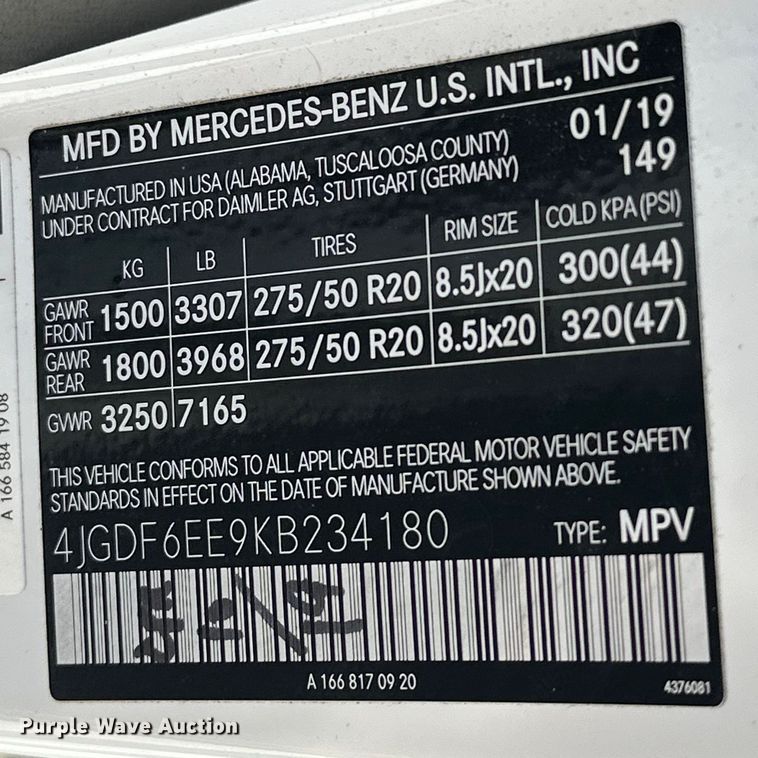 MFD BY MERCEDES-BENZ U.S. INTL., INC
01/19
MANUFACTURED IN USA (ALABAMA, TUSCALOOSA COUNTY)
UNDER CONTRACT FOR DAIMLER AG, STUTTGART (GERMANY)
149
KG LB TIRES RIM SIZE COLD KPA (PSI)
GAWR FRONT 1500 3307 275/50 R20 8.5Jx20 300(44)
GAWR REAR 1800 3968 275/50 R20 8.5Jx20 320(47)
GVWR 3250 7165
THIS VEHICLE CONFORMS TO ALL APPLICABLE FEDERAL MOTOR VEHICLE SAFETY
STANDARDS IN EFFECT ON THE DATE OF MANUFACTURE SHOWN ABOVE.
4JGDF6EE9KB234180 TYPE: MPV
A 166 817 09 20
4376081
A 166 584 19 08
Purple Wave Auction